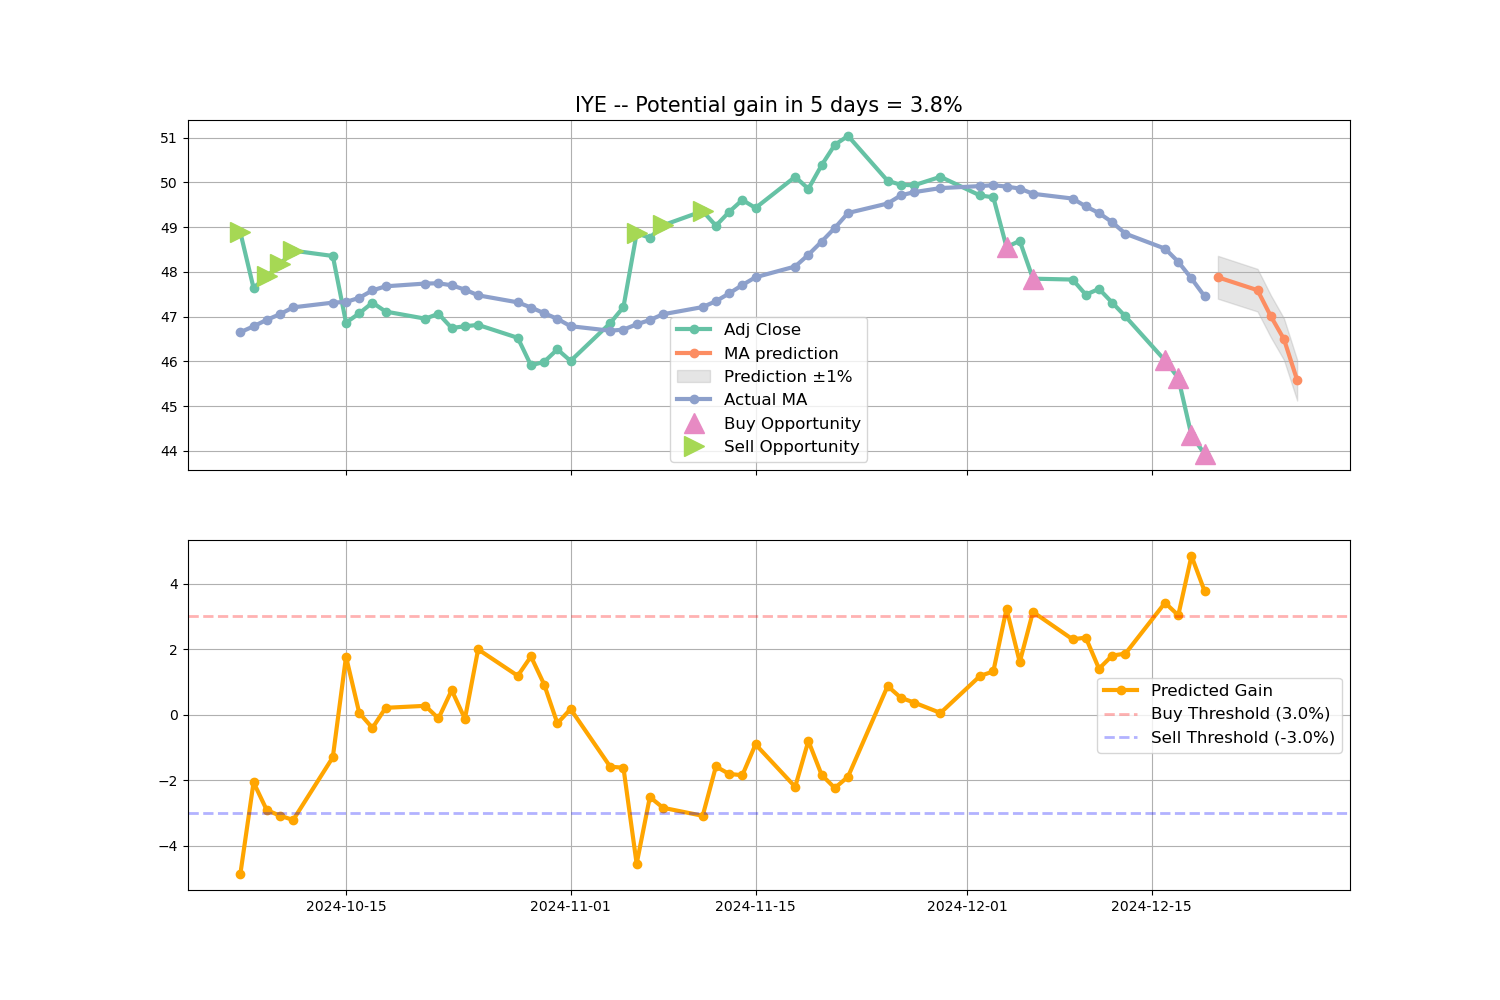 IYE -- Potential gain in 5 days = 3.8%
51
50
49
48
47
46
45
44
Adj Close
MA prediction
Prediction ±1%
Actual MA
Buy Opportunity
Sell Opportunity
4
2
0
−2
−4
Predicted Gain
Buy Threshold (3.0%)
Sell Threshold (-3.0%)
2024-10-15
2024-11-01
2024-11-15
2024-12-01
2024-12-15